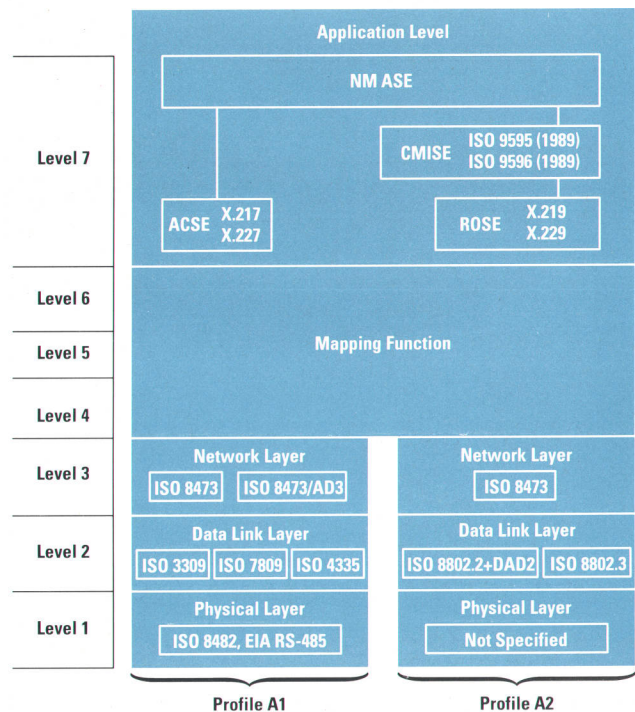 Application Level
NM ASE
Level 7
CMISE ISO 9595 (1989)
ISO 9596 (1989)
ACSE X.217
X.227
ROSE X.219
X.229
Level 6
Level 5
Mapping Function
Level 4
Level 3
Network Layer
ISO 8473 ISO 8473/AD3
Network Layer
ISO 8473
Level 2
Data Link Layer
ISO 3309 ISO 7809 ISO 4335
Data Link Layer
ISO 8802.2+DAD2 ISO 8802.3
Level 1
Physical Layer
ISO 8482, EIA RS-485
Physical Layer
Not Specified
Profile A1
Profile A2